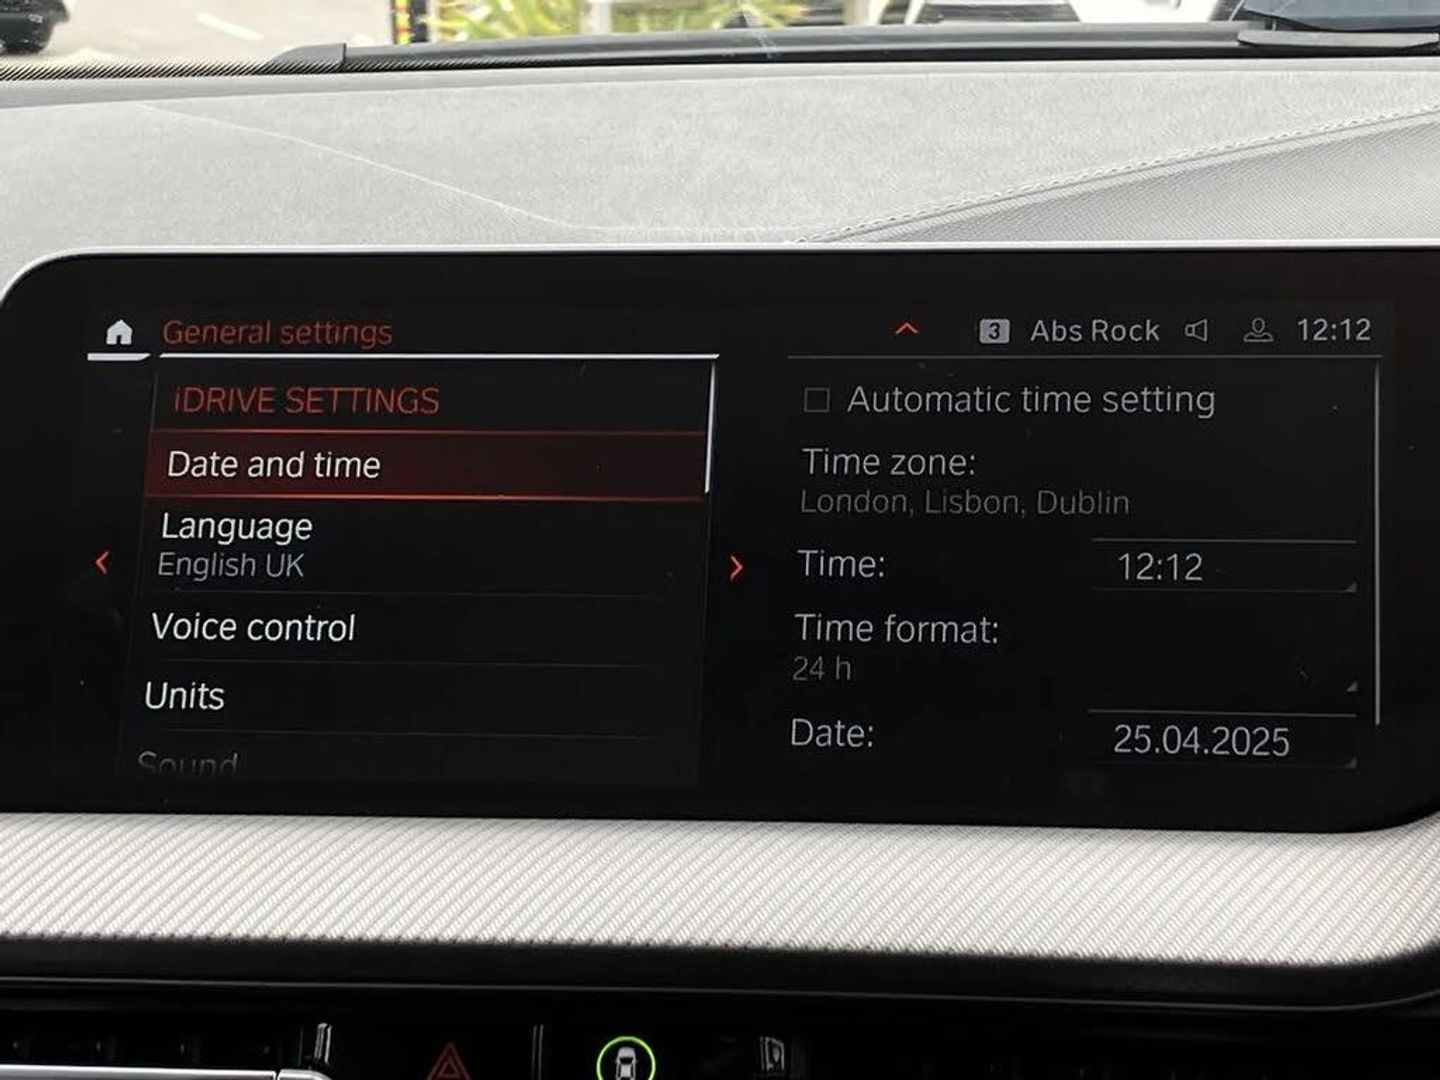 General settings
3 Abs Rock 12:12
iDRIVE SETTINGS
Date and time
Language
English UK
Voice control
Units
Sound
Automatic time setting
Time zone:
London, Lisbon, Dublin
Time: 12:12
Time format:
24 h
Date: 25.04.2025